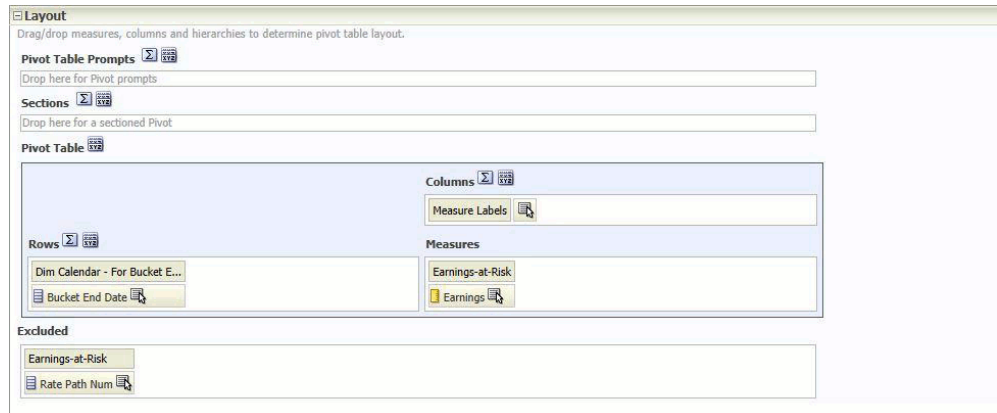 Layout
Drag/drop measures, columns and hierarchies to determine pivot table layout.
Pivot Table Prompts
Drop here for Pivot prompts
Sections
Drop here for a sectioned Pivot
Pivot Table
Columns
Measure Labels
Rows
Measures
Dim Calendar - For Bucket E...
Earnings-at-Risk
Bucket End Date
Earnings
Excluded
Earnings-at-Risk
Rate Path Num